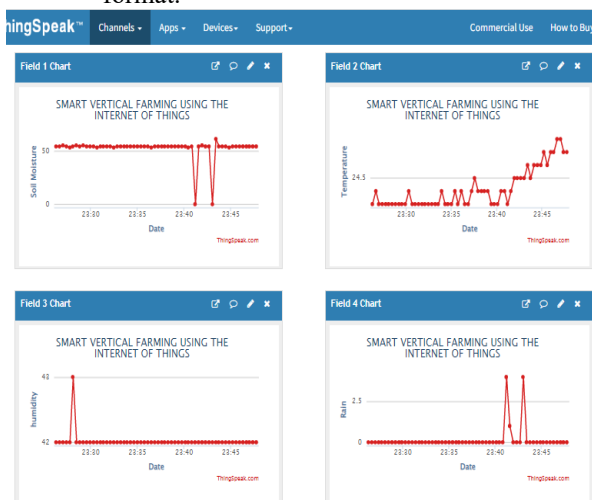 format.
hingSpeak™ Channels Apps Devices Support Commercial Use How to Buy
Field 1 Chart
SMART VERTICAL FARMING USING THE
INTERNET OF THINGS
Soil Moisture
50
0
23:30 23:35 23:40 23:45
Date
ThingSpeak.com
Field 2 Chart
SMART VERTICAL FARMING USING THE
INTERNET OF THINGS
Temperature
24.5
23:30 23:35 23:40 23:45
Date
ThingSpeak.com
Field 3 Chart
SMART VERTICAL FARMING USING THE
INTERNET OF THINGS
humidity
43
42
23:30 23:35 23:40 23:45
Date
ThingSpeak.com
Field 4 Chart
SMART VERTICAL FARMING USING THE
INTERNET OF THINGS
Rain
2.5
0
23:30 23:35 23:40 23:45
Date
ThingSpeak.com